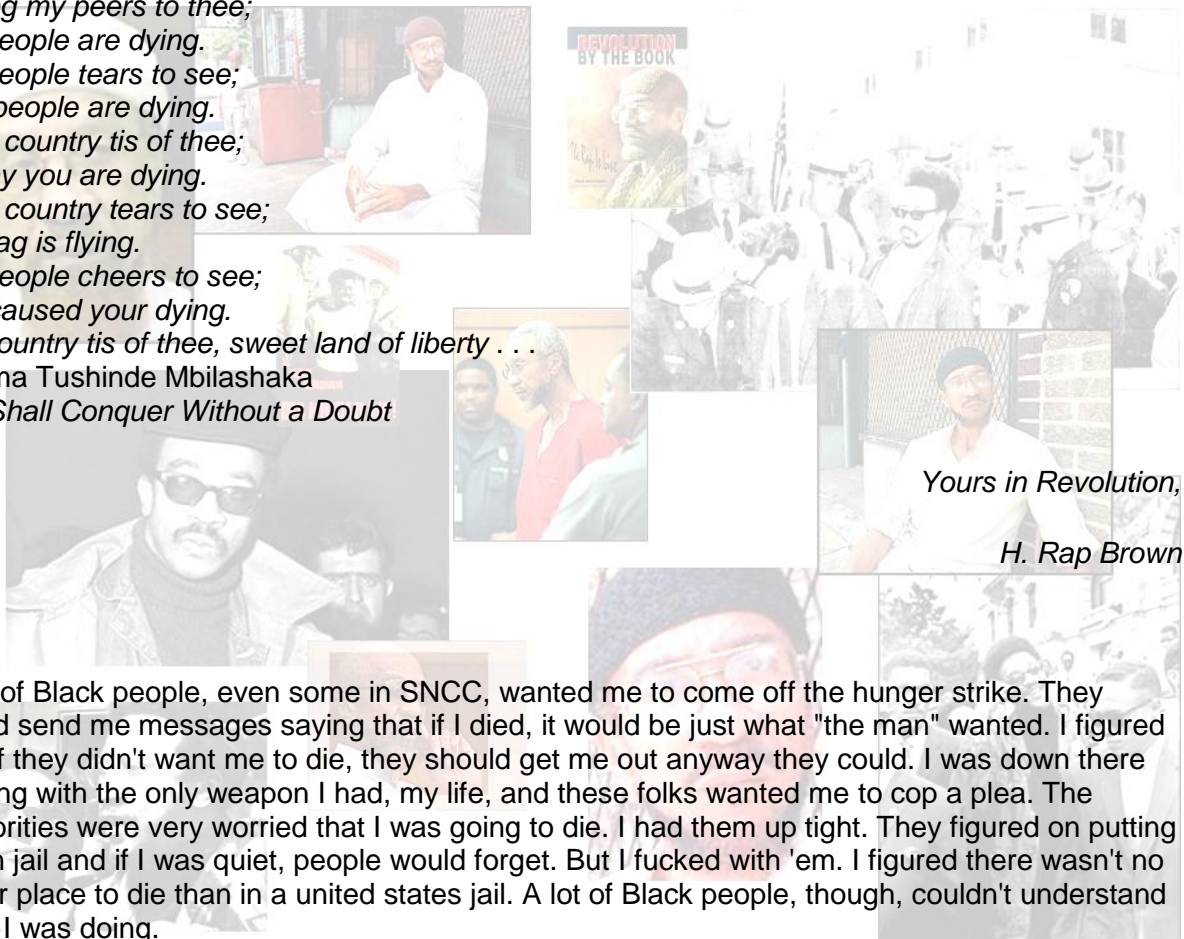 g my peers to thee;
eople are dying.
eople tears to see;
people are dying.
country tis of thee;
y you are dying.
country tears to see;
ag is flying.
eople cheers to see;
caused your dying.
ountry tis of thee, sweet land of liberty . . .
ma Tushinde Mbilashaka
Shall Conquer Without a Doubt
REVOLUTION
BY THE BOOK
Yours in Revolution,
H. Rap Brown
of Black people, even some in SNCC, wanted me to come off the hunger strike. They
d send me messages saying that if I died, it would be just what "the man" wanted. I figured
f they didn't want me to die, they should get me out anyway they could. I was down there
ng with the only weapon I had, my life, and these folks wanted me to cop a plea. The
orities were very worried that I was going to die. I had them up tight. They figured on putting
n jail and if I was quiet, people would forget. But I fucked with 'em. I figured there wasn't no
r place to die than in a united states jail. A lot of Black people, though, couldn't understand
I was doing.